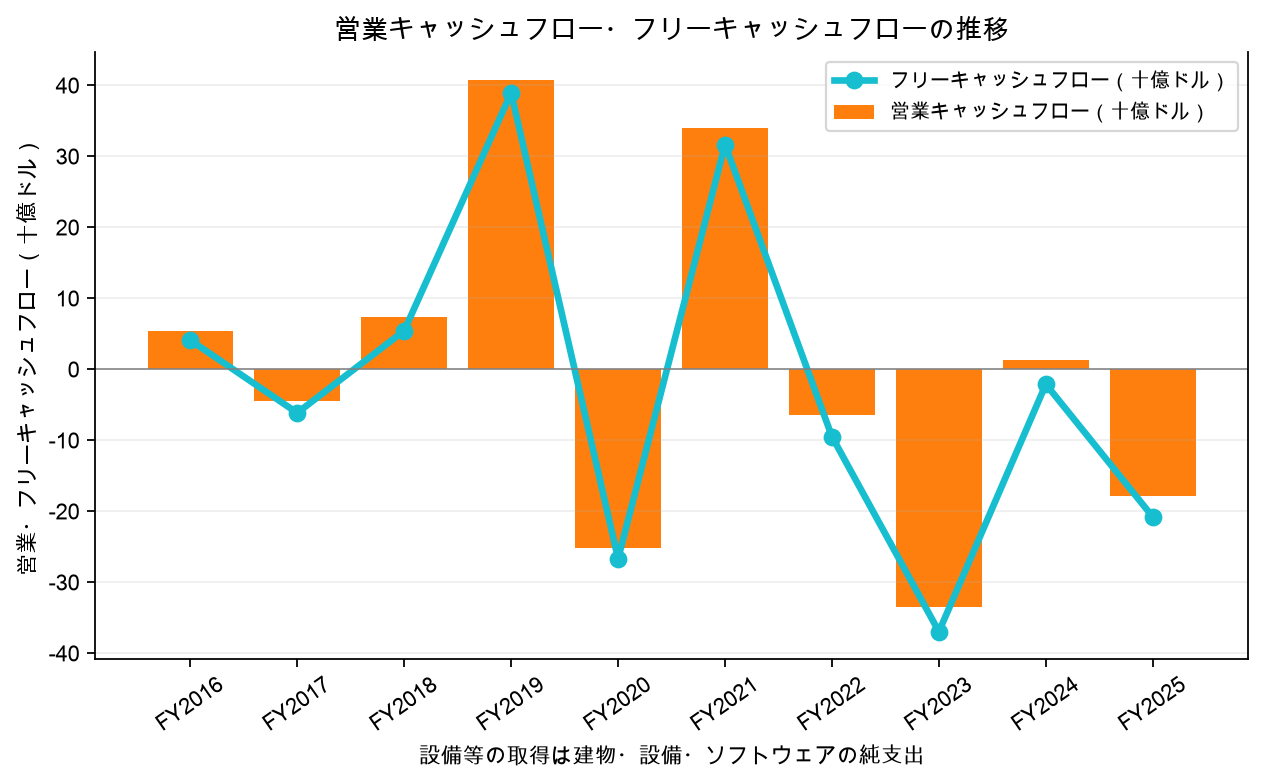 営業キャッシュフロー・フリーキャッシュフローの推移
フリーキャッシュフロー(十億ドル)
営業キャッシュフロー(十億ドル)
営業・フリーキャッシュフロー(十億ドル)
40
30
20
10
0
-10
-20
-30
-40
FY2016
FY2017
FY2018
FY2019
FY2020
FY2021
FY2022
FY2023
FY2024
FY2025
設備等の取得は建物・設備・ソフトウェアの純支出